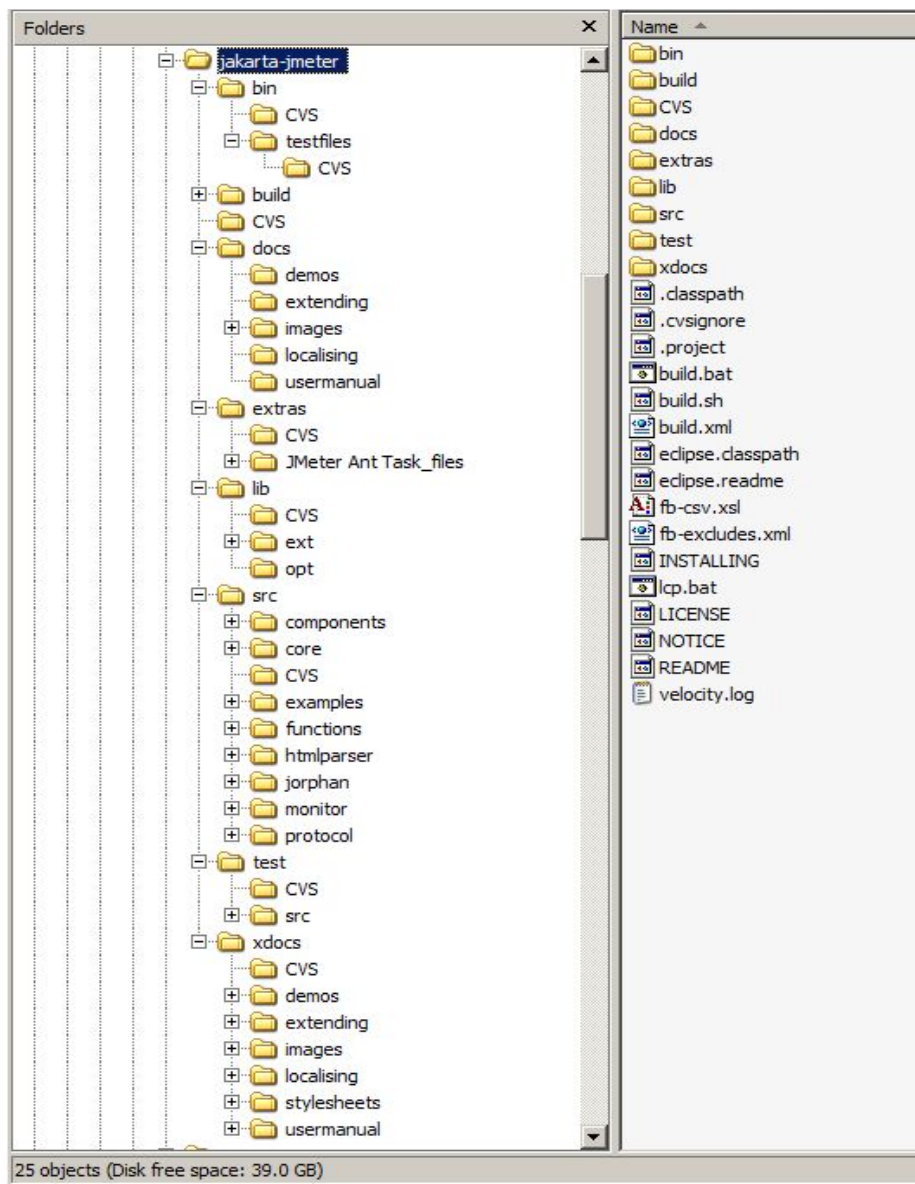 Folders
jakarta-jmeter
bin
CVS
testfiles
CVS
build
CVS
docs
demos
extending
images
localising
usermanual
extras
CVS
JMeter Ant Task_files
lib
CVS
ext
opt
src
components
core
CVS
examples
functions
htmlparser
jorphan
monitor
protocol
test
CVS
src
xdocs
CVS
demos
extending
images
localising
stylesheets
usermanual
Name
bin
build
CVS
docs
extras
lib
src
test
xdocs
.classpath
.cvsignore
.project
build.bat
build.sh
build.xml
eclipse.classpath
eclipse.readme
fb-csv.xsl
fb-excludes.xml
INSTALLING
lcp.bat
LICENSE
NOTICE
README
velocity.log
25 objects (Disk free space: 39.0 GB)